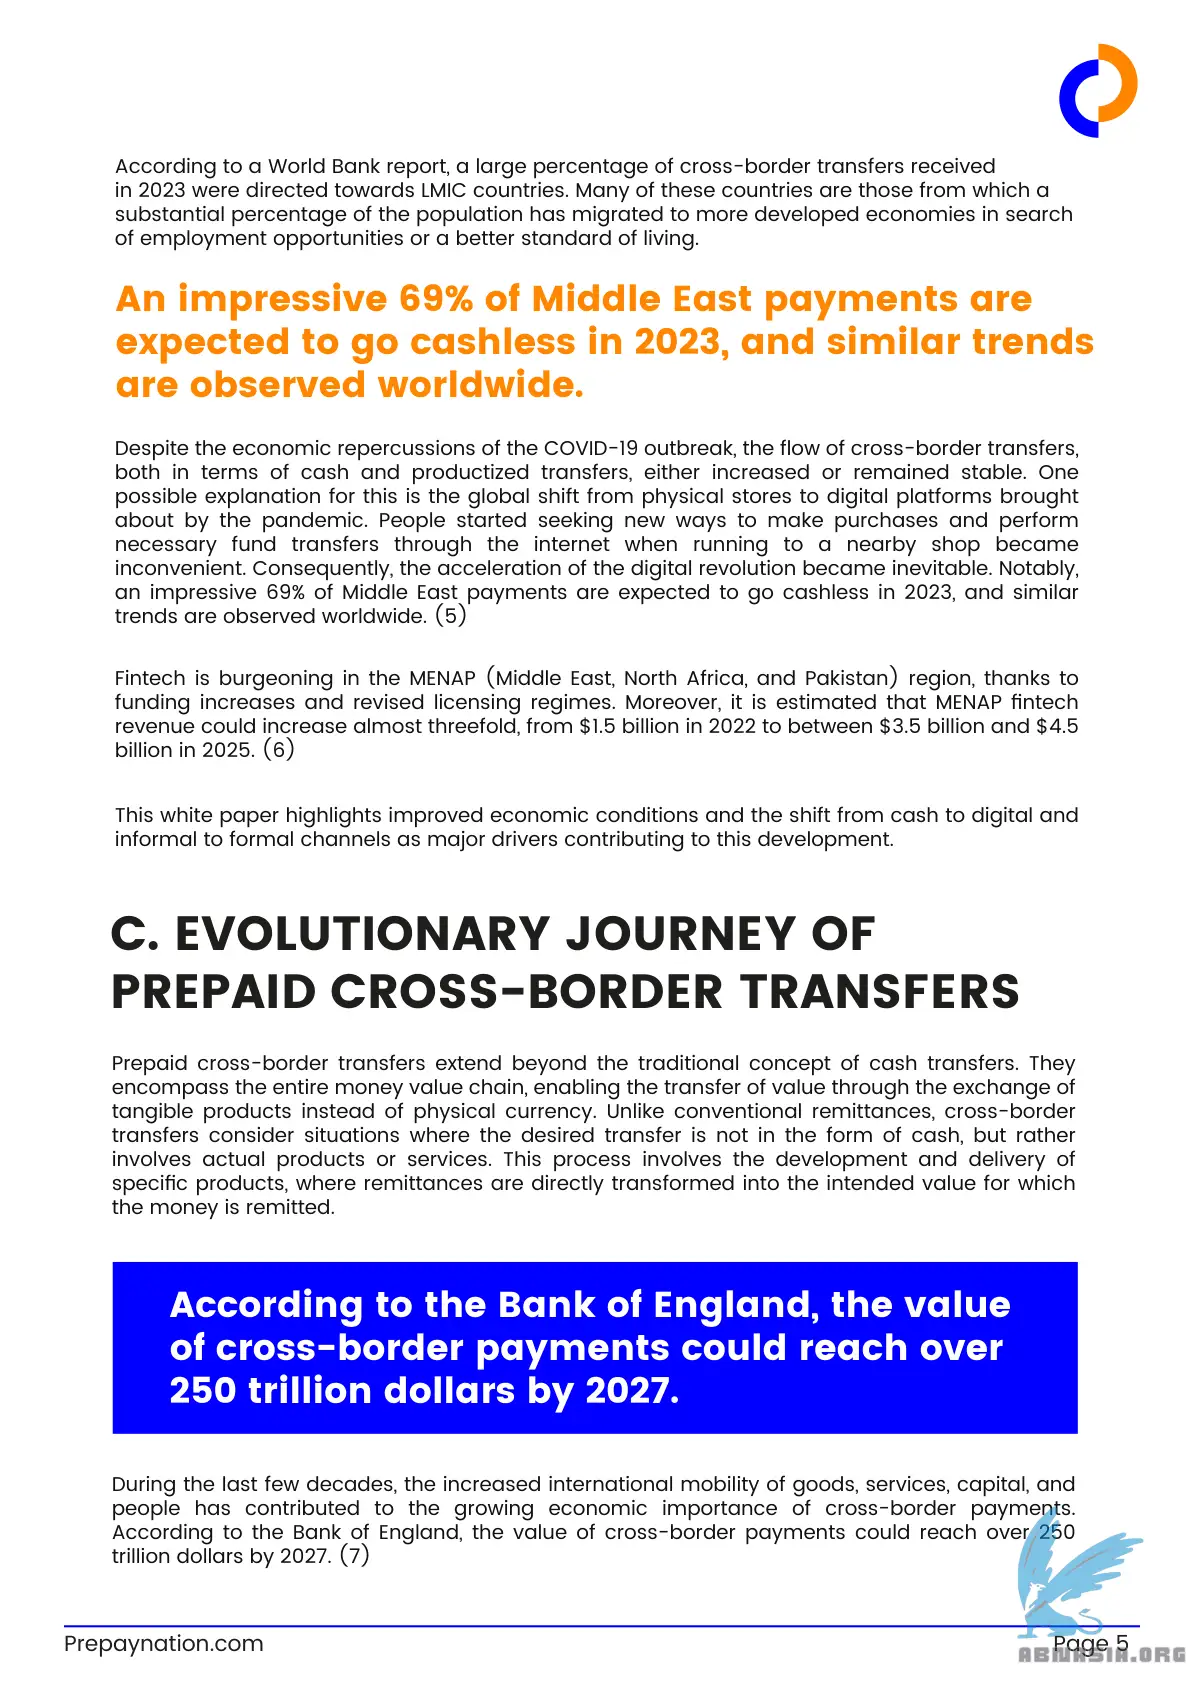 According to a World Bank report, a large percentage of cross-border transfers received
in 2023 were directed towards LMIC countries. Many of these countries are those from which a
substantial percentage of the population has migrated to more developed economies in search
of employment opportunities or a better standard of living.
An impressive 69% of Middle East payments are
expected to go cashless in 2023, and similar trends
are observed worldwide.
Despite the economic repercussions of the COVID-19 outbreak, the flow of cross-border transfers,
both in terms of cash and productized transfers, either increased or remained stable. One
possible explanation for this is the global shift from physical stores to digital platforms brought
about by the pandemic. People started seeking new ways to make purchases and perform
necessary fund transfers through the internet when running to a nearby shop became
inconvenient. Consequently, the acceleration of the digital revolution became inevitable. Notably,
an impressive 69% of Middle East payments are expected to go cashless in 2023, and similar
trends are observed worldwide. (5)
Fintech is burgeoning in the MENAP (Middle East, North Africa, and Pakistan) region, thanks to
funding increases and revised licensing regimes. Moreover, it is estimated that MENAP fintech
revenue could increase almost threefold, from $1.5 billion in 2022 to between $3.5 billion and $4.5
billion in 2025. (6)
This white paper highlights improved economic conditions and the shift from cash to digital and
informal to formal channels as major drivers contributing to this development.
C. EVOLUTIONARY JOURNEY OF
PREPAID CROSS-BORDER TRANSFERS
Prepaid cross-border transfers extend beyond the traditional concept of cash transfers. They
encompass the entire money value chain, enabling the transfer of value through the exchange of
tangible products instead of physical currency. Unlike conventional remittances, cross-border
transfers consider situations where the desired transfer is not in the form of cash, but rather
involves actual products or services. This process involves the development and delivery of
specific products, where remittances are directly transformed into the intended value for which
the money is remitted.
According to the Bank of England, the value
of cross-border payments could reach over
250 trillion dollars by 2027.
During the last few decades, the increased international mobility of goods, services, capital, and
people has contributed to the growing economic importance of cross-border payments.
According to the Bank of England, the value of cross-border payments could reach over 250
trillion dollars by 2027. (7)
Prepaynation.com
Page 5
ABNASIA.ORG